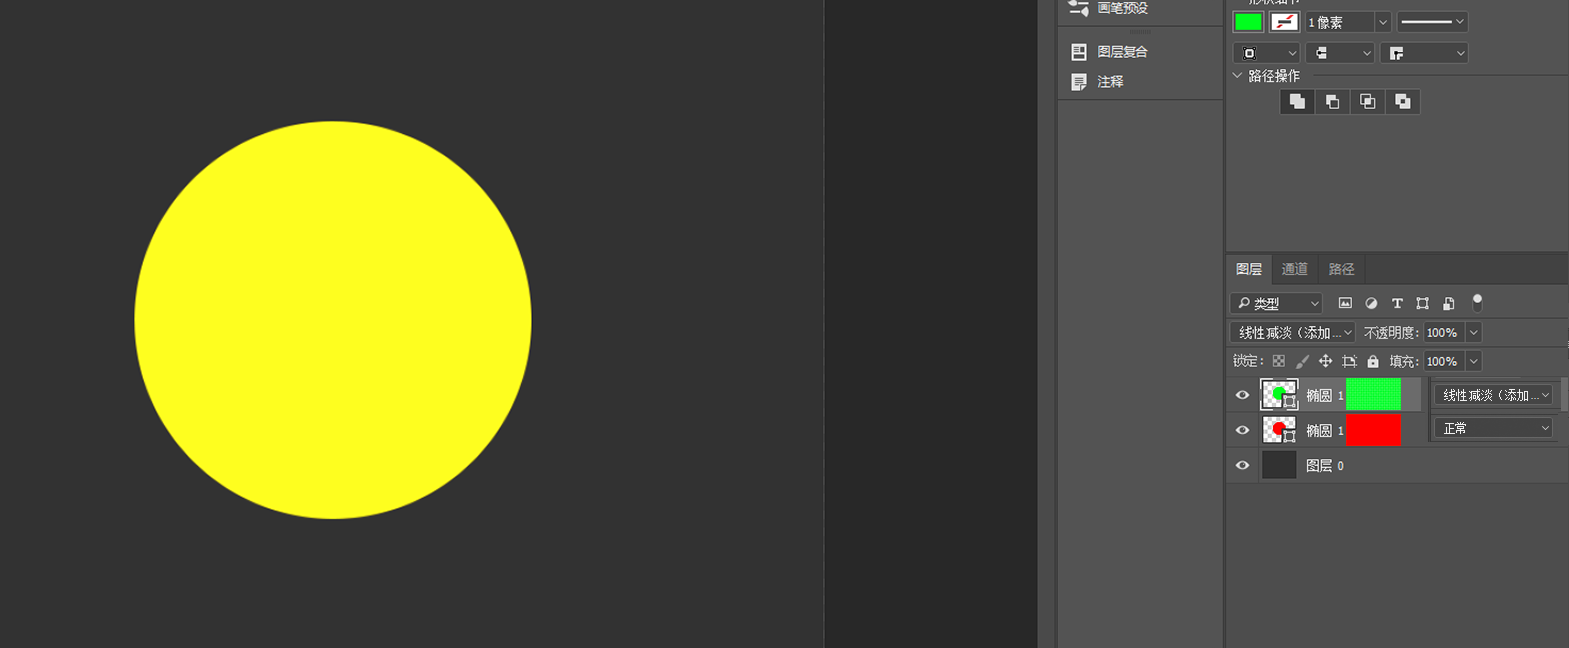 画笔预设
图层复合
注释
1 像素
路径操作
图层 通道 路径
类型
线性减淡（添加... 不透明度: 100%
锁定: 填充: 100%
椭圆 1 线性减淡（添加...
椭圆 1 正常
图层 0